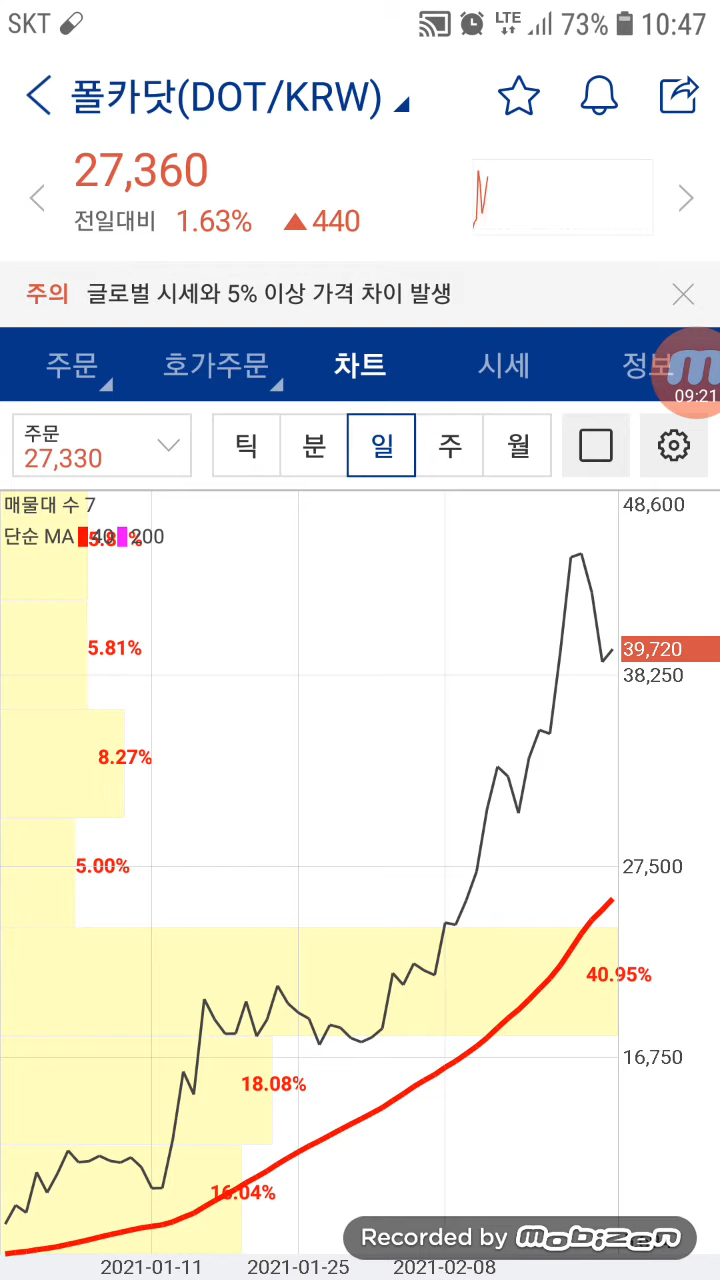 SKT LTE 73% 10:47
폴카닷(DOT/KRW)
27,360
전일대비 1.63% ▲440
주의 글로벌 시세와 5% 이상 가격 차이 발생
주문 호가주문 차트 시세 정보
09:21
주문
27,330
틱 분 일 주 월
매물대 수 7
단순 MA 40 200
48,600
5.81%
39,720
38,250
8.27%
5.00%
27,500
40.95%
16,750
18.08%
16.04%
Recorded by mobizen
2021-01-11 2021-01-25 2021-02-08